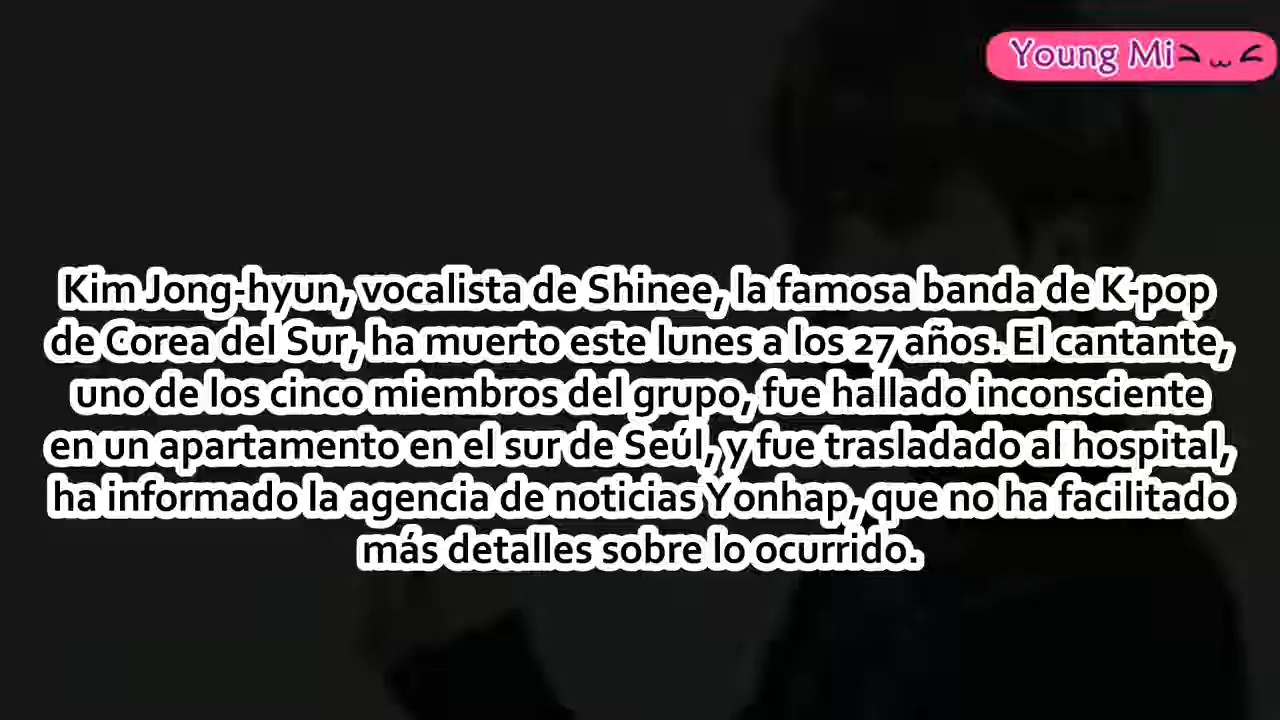 Young Mi
Kim Jong-hyun, vocalista de Shinee, la famosa banda de K-pop
de Corea del Sur, ha muerto este lunes a los 27 años. El cantante,
uno de los cinco miembros del grupo, fue hallado inconsciente
en un apartamento en el sur de Seúl, y fue trasladado al hospital,
ha informado la agencia de noticias Yonhap, que no ha facilitado
más detalles sobre lo ocurrido.